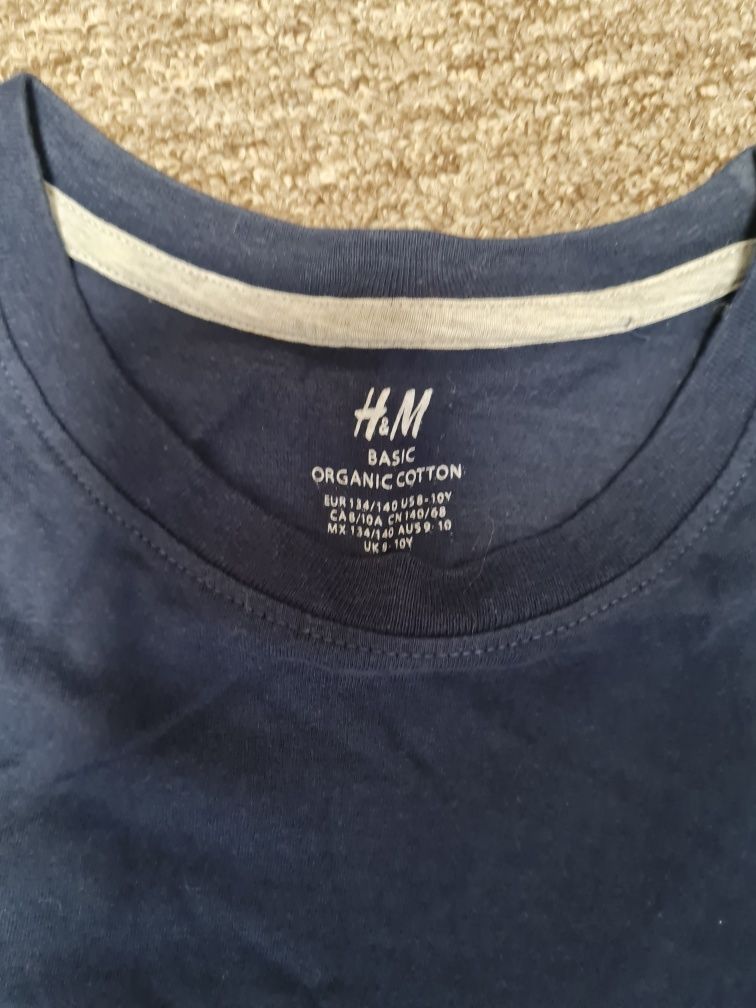 H&M
BASIC
ORGANIC COTTON
EUR 134/140 US 8-10Y
CA 8/10A CN 140/68
MX 134/140 AUS 9-10
UK 8-10Y